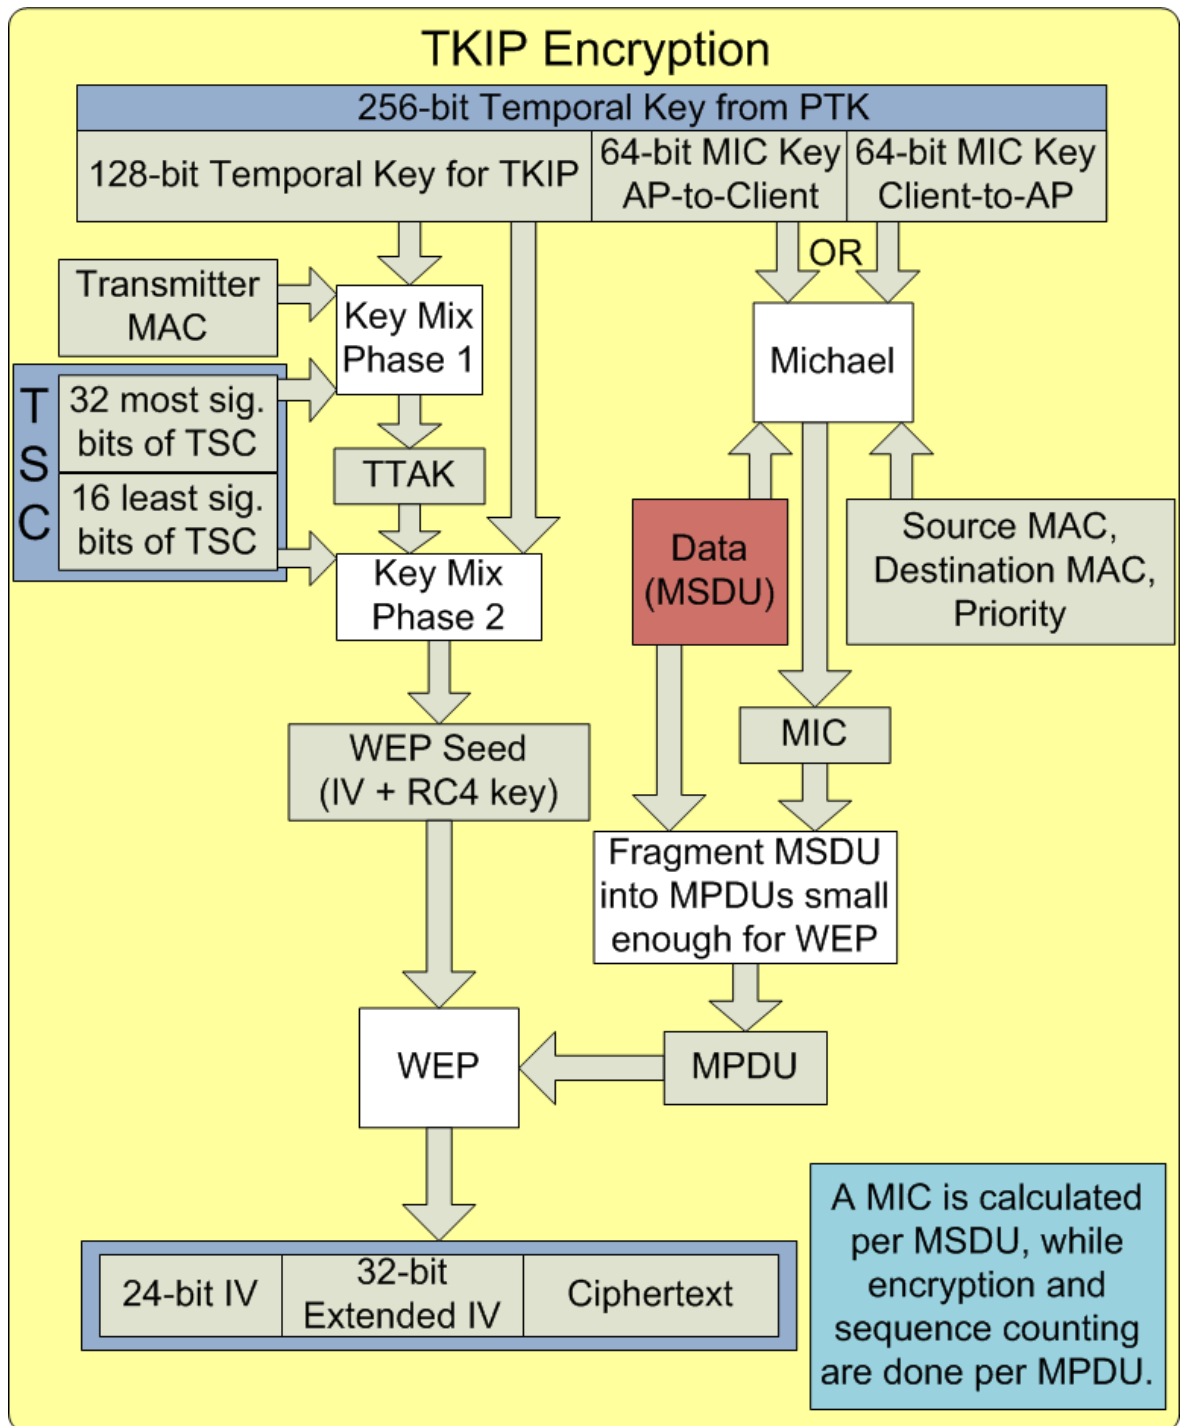 TKIP Encryption
256-bit Temporal Key from PTK
128-bit Temporal Key for TKIP
64-bit MIC Key
AP-to-Client
64-bit MIC Key
Client-to-AP
OR
Transmitter
MAC
Key Mix
Phase 1
Michael
TSC
32 most sig.
bits of TSC
16 least sig.
bits of TSC
TTAK
Key Mix
Phase 2
Data
(MSDU)
Source MAC,
Destination MAC,
Priority
WEP Seed
(IV + RC4 key)
MIC
Fragment MSDU
into MPDUs small
enough for WEP
WEP
MPDU
24-bit IV
32-bit
Extended IV
Ciphertext
A MIC is calculated
per MSDU, while
encryption and
sequence counting
are done per MPDU.